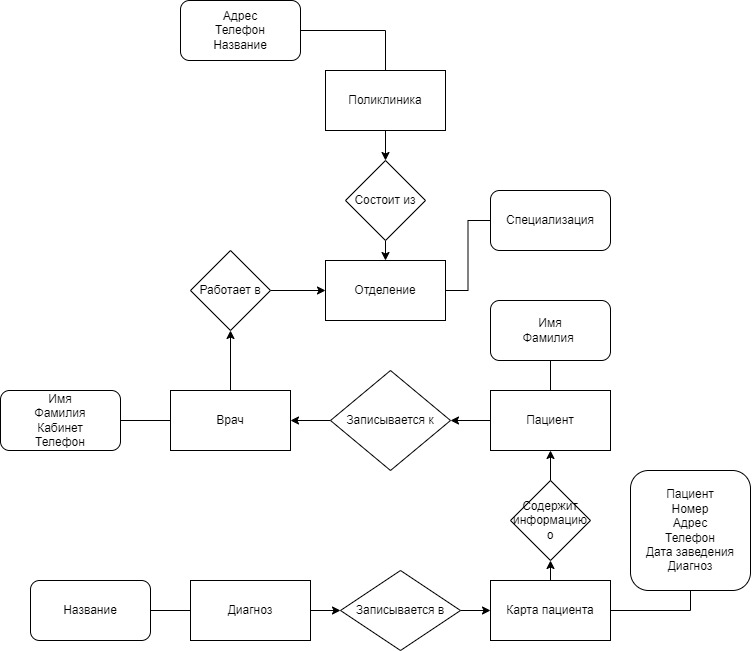 Адрес
Телефон
Название
Поликлиника
Состоит из
Специализация
Работает в
Отделение
Имя
Фамилия
Имя
Фамилия
Кабинет
Телефон
Врач
Записывается к
Пациент
Содержит
информацию
о
Пациент
Номер
Адрес
Телефон
Дата заведения
Диагноз
Название
Диагноз
Записывается в
Карта пациента